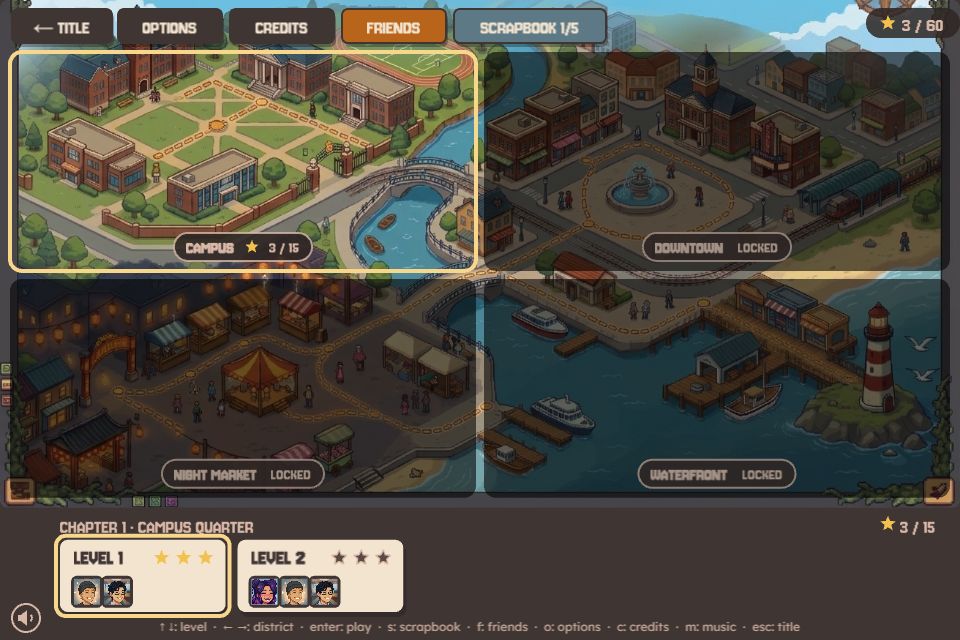 ← TITLE OPTIONS CREDITS FRIENDS SCRAPBOOK 1/5 3 / 60
CAMPUS 3 / 15
DOWNTOWN LOCKED
NIGHT MARKET LOCKED
WATERFRONT LOCKED
CHAPTER 1 · CAMPUS QUARTER 3 / 15
LEVEL 1 LEVEL 2
↑ ↓: level · ← →: district · enter: play · s: scrapbook · f: friends · o: options · c: credits · m: music · esc: title